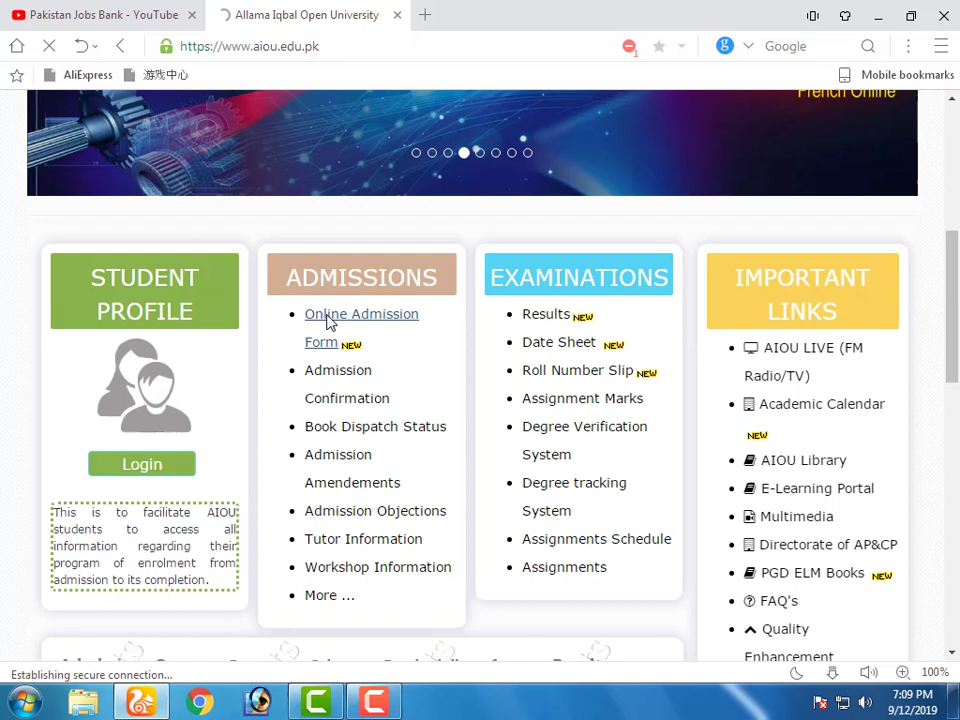 Pakistan Jobs Bank - YouTube
Allama Iqbal Open University
https://www.aiou.edu.pk
1
g
Google
AliExpress
游戏中心
Mobile bookmarks
French Online
STUDENT
PROFILE
Login
This is to facilitate AIOU
students to access all
information regarding their
program of enrolment from
admission to its completion.
ADMISSIONS
Online Admission
Form NEW
Admission
Confirmation
Book Dispatch Status
Admission
Amendements
Admission Objections
Tutor Information
Workshop Information
More ...
EXAMINATIONS
Results NEW
Date Sheet NEW
Roll Number Slip NEW
Assignment Marks
Degree Verification
System
Degree tracking
System
Assignments Schedule
Assignments
IMPORTANT
LINKS
AIOU LIVE (FM
Radio/TV)
Academic Calendar
NEW
AIOU Library
E-Learning Portal
Multimedia
Directorate of AP&CP
PGD ELM Books NEW
FAQ's
Quality
Enhancement
Establishing secure connection...
100%
7:09 PM
9/12/2019